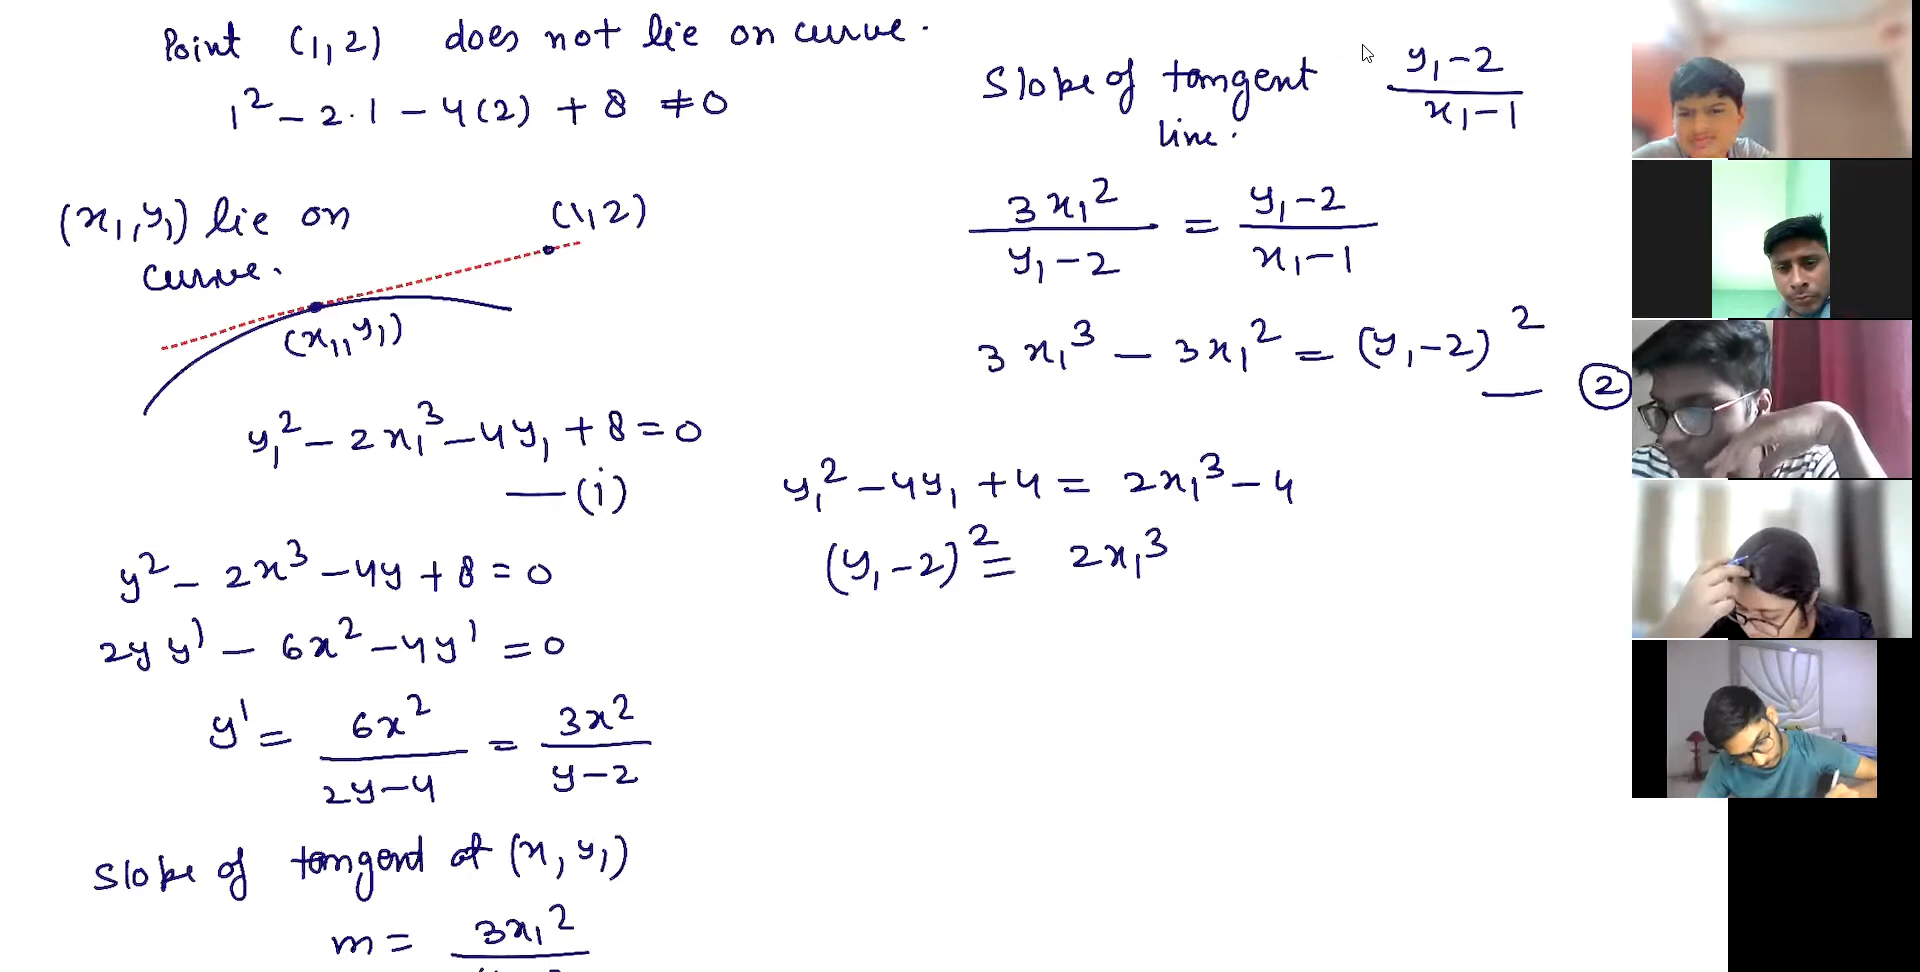 Point (1,2) does not lie on curve.
1² - 2·1 - 4(2) + 8 ≠ 0
(x₁, y₁) lie on
curve.
(1,2)
(x₁, y₁)
y₁² - 2x₁³ - 4y₁ + 8 = 0
—(i)
y² - 2x³ - 4y + 8 = 0
2y y' - 6x² - 4y' = 0
y' = 6x² / (2y-4) = 3x² / (y-2)
Slope of tangent at (x, y₁)
m = 3x₁²
Slope of tangent line. (y₁-2) / (x₁-1)
3x₁² / (y₁-2) = (y₁-2) / (x₁-1)
3x₁³ - 3x₁² = (y₁-2)²
— ②
y₁² - 4y₁ + 4 = 2x₁³ - 4
(y₁-2)² = 2x₁³